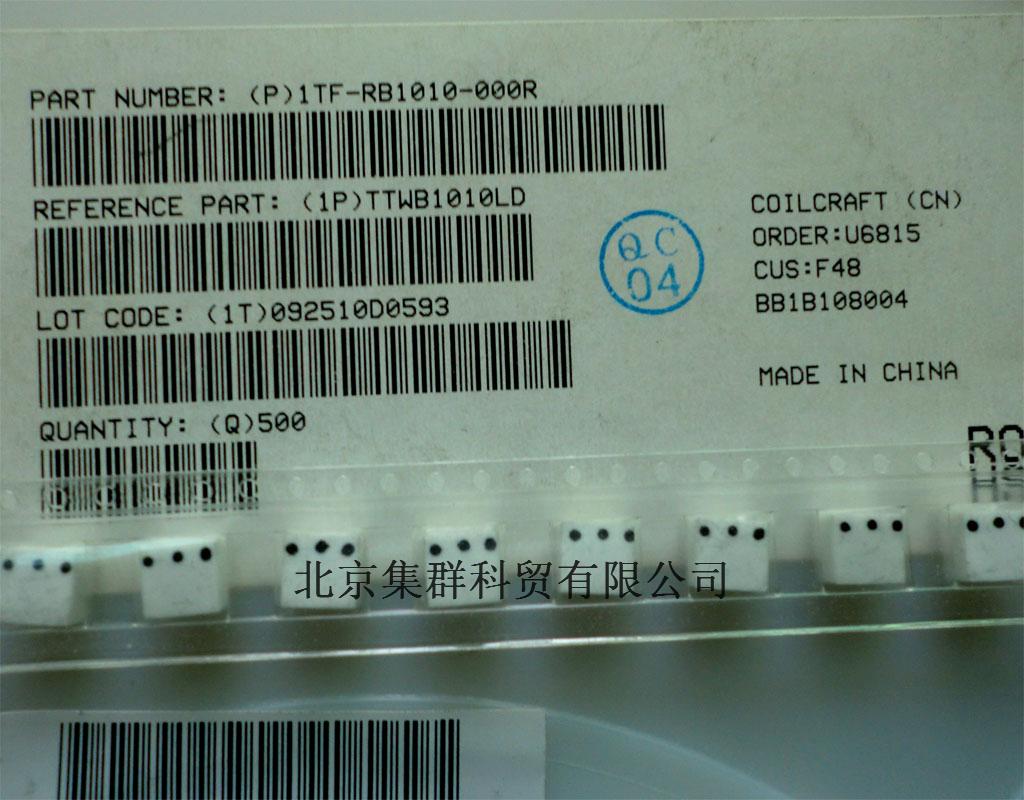 PART NUMBER: (P)1TF-RB1010-000R
REFERENCE PART: (1P)TTWB1010LD
LOT CODE: (1T)092510D0593
QUANTITY: (Q)500
QC
04
COILCRAFT (CN)
ORDER:U6815
CUS:F48
BB1B108004
MADE IN CHINA
北京集群科贸有限公司